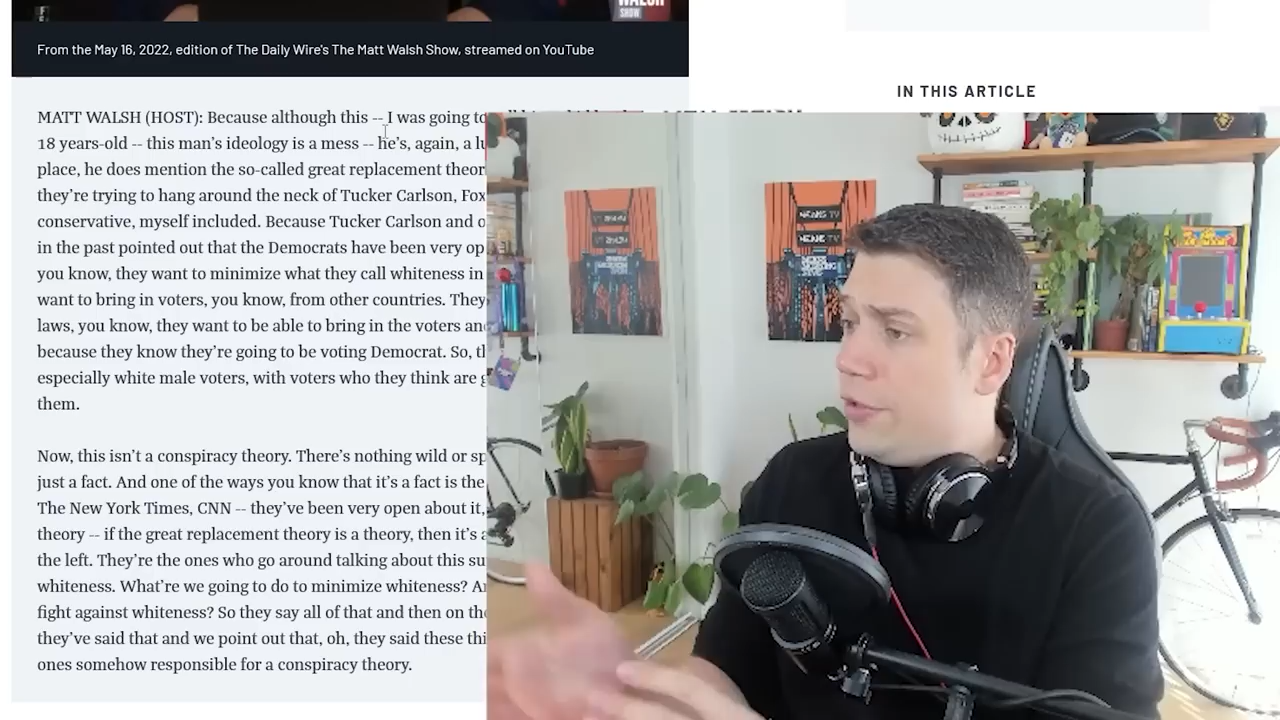 WALSH
SHOW
From the May 16, 2022, edition of The Daily Wire's The Matt Walsh Show, streamed on YouTube
IN THIS ARTICLE
MATT WALSH (HOST): Because although this -- I was going to
18 years-old -- this man's ideology is a mess -- he's, again, a
place, he does mention the so-called great replacement
they're trying to hang around the neck of Tucker Carlson, Fox
conservative, myself included. Because Tucker Carlson and
in the past pointed out that the Democrats have been very
you know, they want to minimize what they call whiteness in
want to bring in voters, you know, from other countries. They
laws, you know, they want to be able to bring in the voters
because they know they're going to be voting Democrat. So,
especially white male voters, with voters who they think are
them.
Now, this isn't a conspiracy theory. There's nothing wild or
just a fact. And one of the ways you know that it's a fact is the
The New York Times, CNN -- they've been very open about it,
theory -- if the great replacement theory is a theory, then it's
the left. They're the ones who go around talking about this
whiteness. What're we going to do to minimize whiteness?
fight against whiteness? So they say all of that and then on
they've said that and we point out that, oh, they said these
ones somehow responsible for a conspiracy theory.
MEANS TV